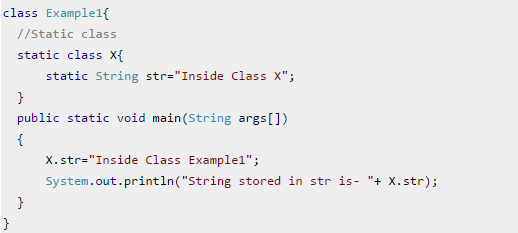 class Example1{
  //Static class
  static class X{
      static String str="Inside Class X";
  }
  public static void main(String args[])
  {
      X.str="Inside Class Example1";
      System.out.println("String stored in str is- "+ X.str);
  }
}